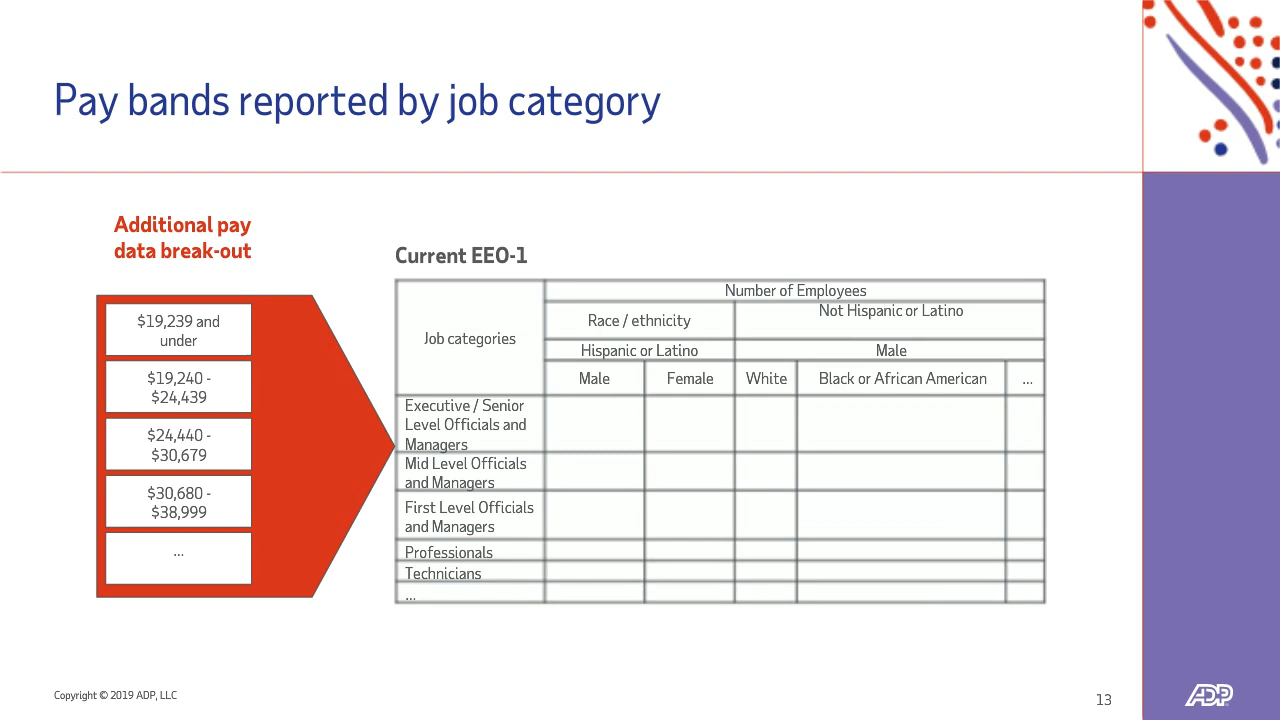 Pay bands reported by job category
Additional pay
data break-out
$19,239 and
under
$19,240 -
$24,439
$24,440 -
$30,679
$30,680 -
$38,999
...
Current EEO-1
Job categories
Number of Employees
Race / ethnicity
Not Hispanic or Latino
Hispanic or Latino
Male
Male
Female
White
Black or African American
...
Executive / Senior
Level Officials and
Managers
Mid Level Officials
and Managers
First Level Officials
and Managers
Professionals
Technicians
...
Copyright © 2019 ADP, LLC
13
ADP